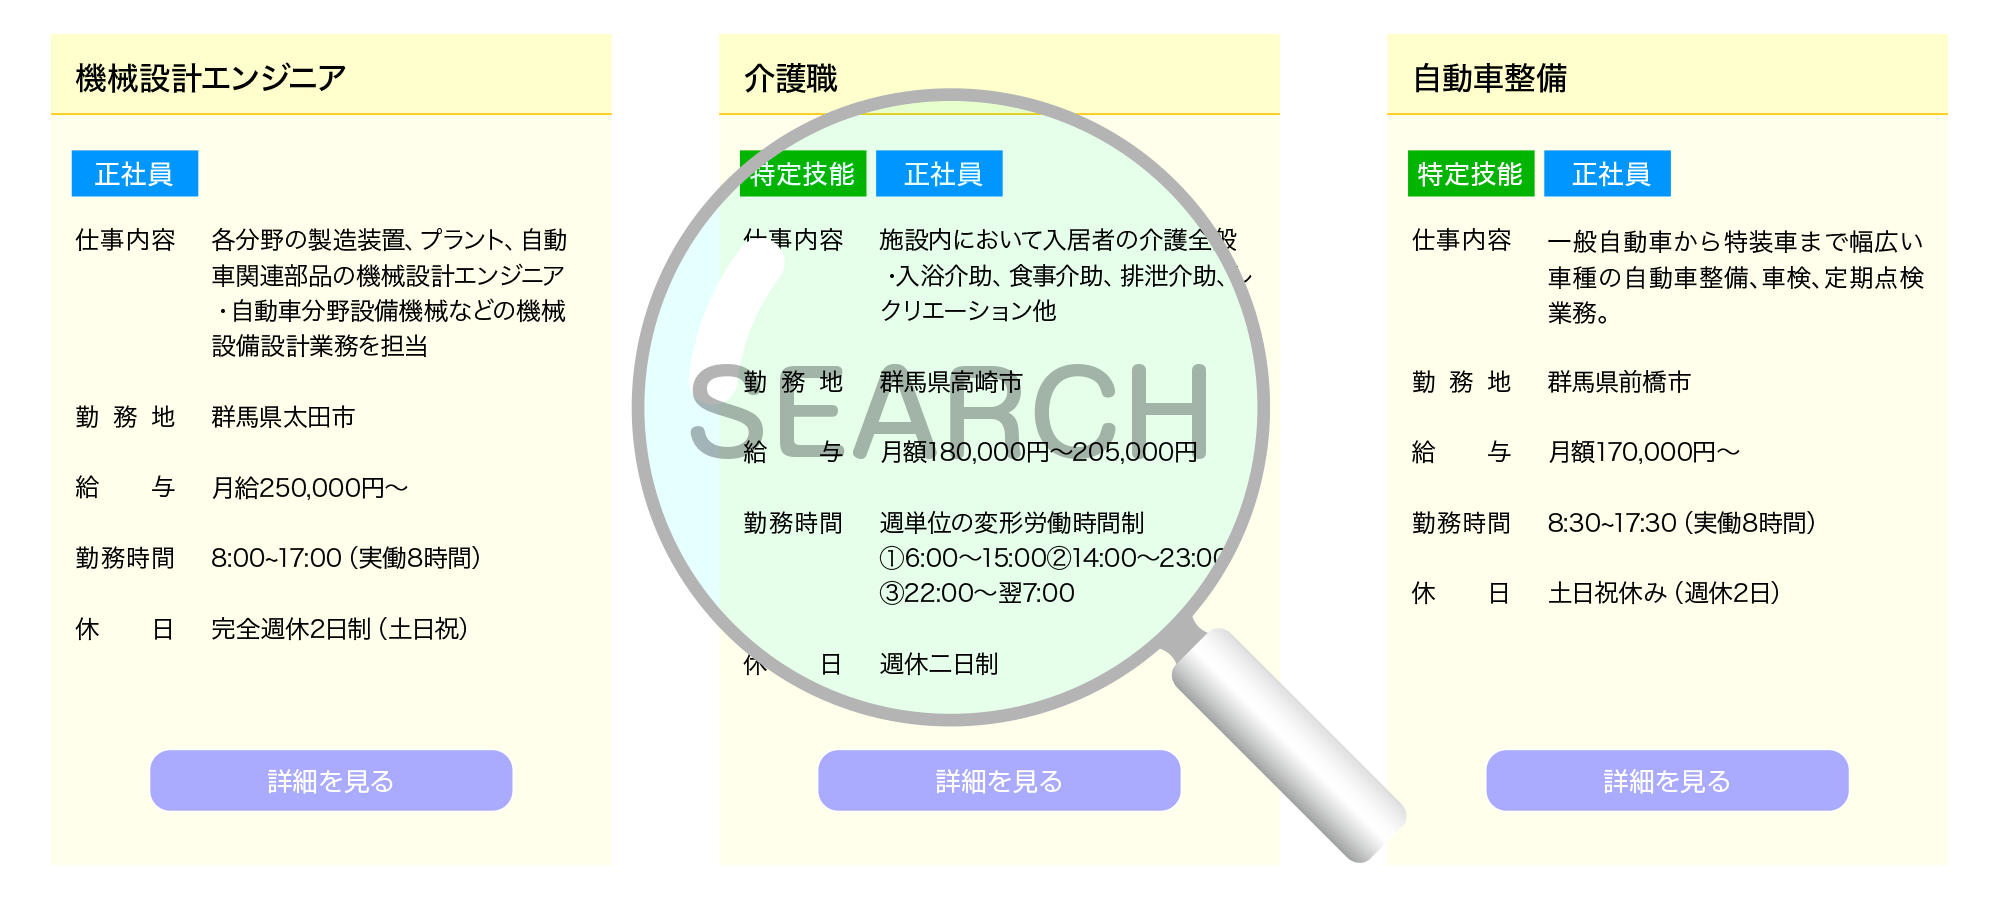 機械設計エンジニア
正社員
仕事内容 各分野の製造装置、プラント、自動
車関連部品の機械設計エンジニア
・自動車分野設備機械などの機械
設備設計業務を担当
勤務地 群馬県太田市
給与 月給250,000円〜
勤務時間 8:00~17:00（実働8時間）
休日 完全週休2日制（土日祝）
詳細を見る
介護職
特定技能 正社員
仕事内容 施設内において入居者の介護全般
・入浴介助、食事介助、排泄介助、レ
クリエーション他
勤務地 群馬県高崎市
給与 月額180,000円〜205,000円
勤務時間 週単位の変形労働時間制
①6:00〜15:00②14:00〜23:00
③22:00〜翌7:00
休日 週休二日制
詳細を見る
SEARCH
自動車整備
特定技能 正社員
仕事内容 一般自動車から特装車まで幅広い
車種の自動車整備、車検、定期点検
業務。
勤務地 群馬県前橋市
給与 月額170,000円〜
勤務時間 8:30~17:30（実働8時間）
休日 土日祝休み（週休2日）
詳細を見る